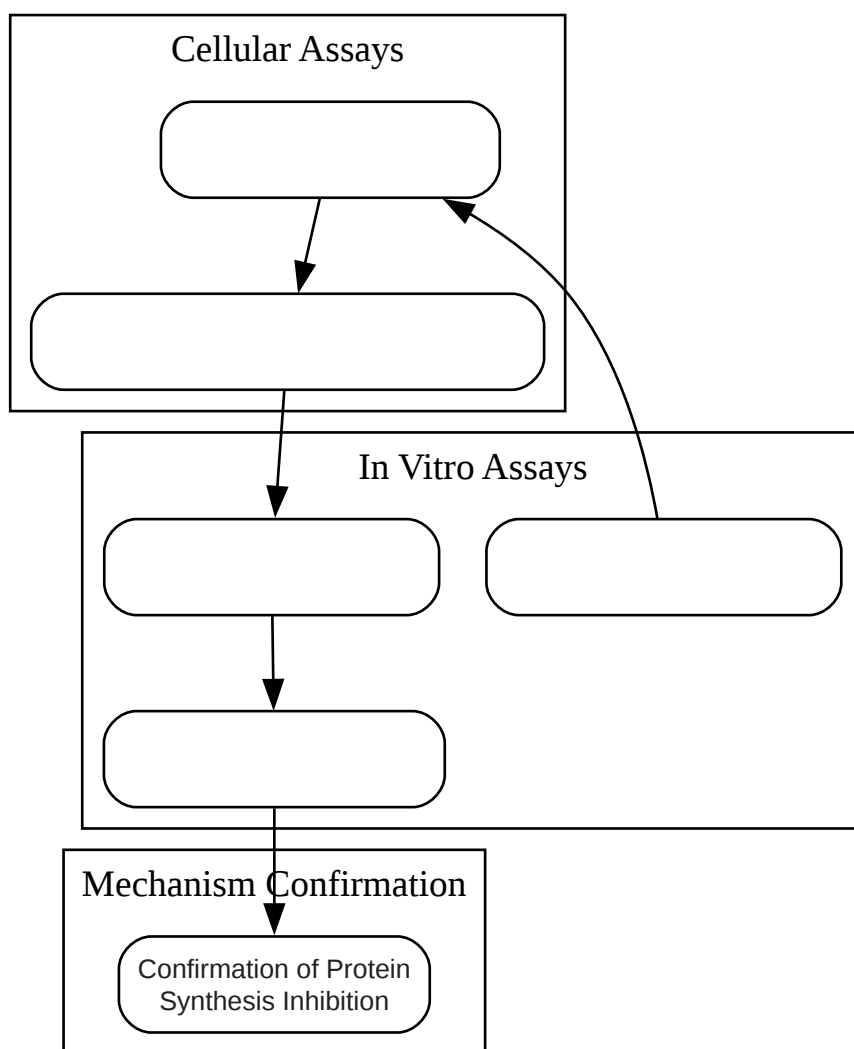 Cellular Assays
In Vitro Assays
Mechanism Confirmation
Confirmation of Protein
Synthesis Inhibition